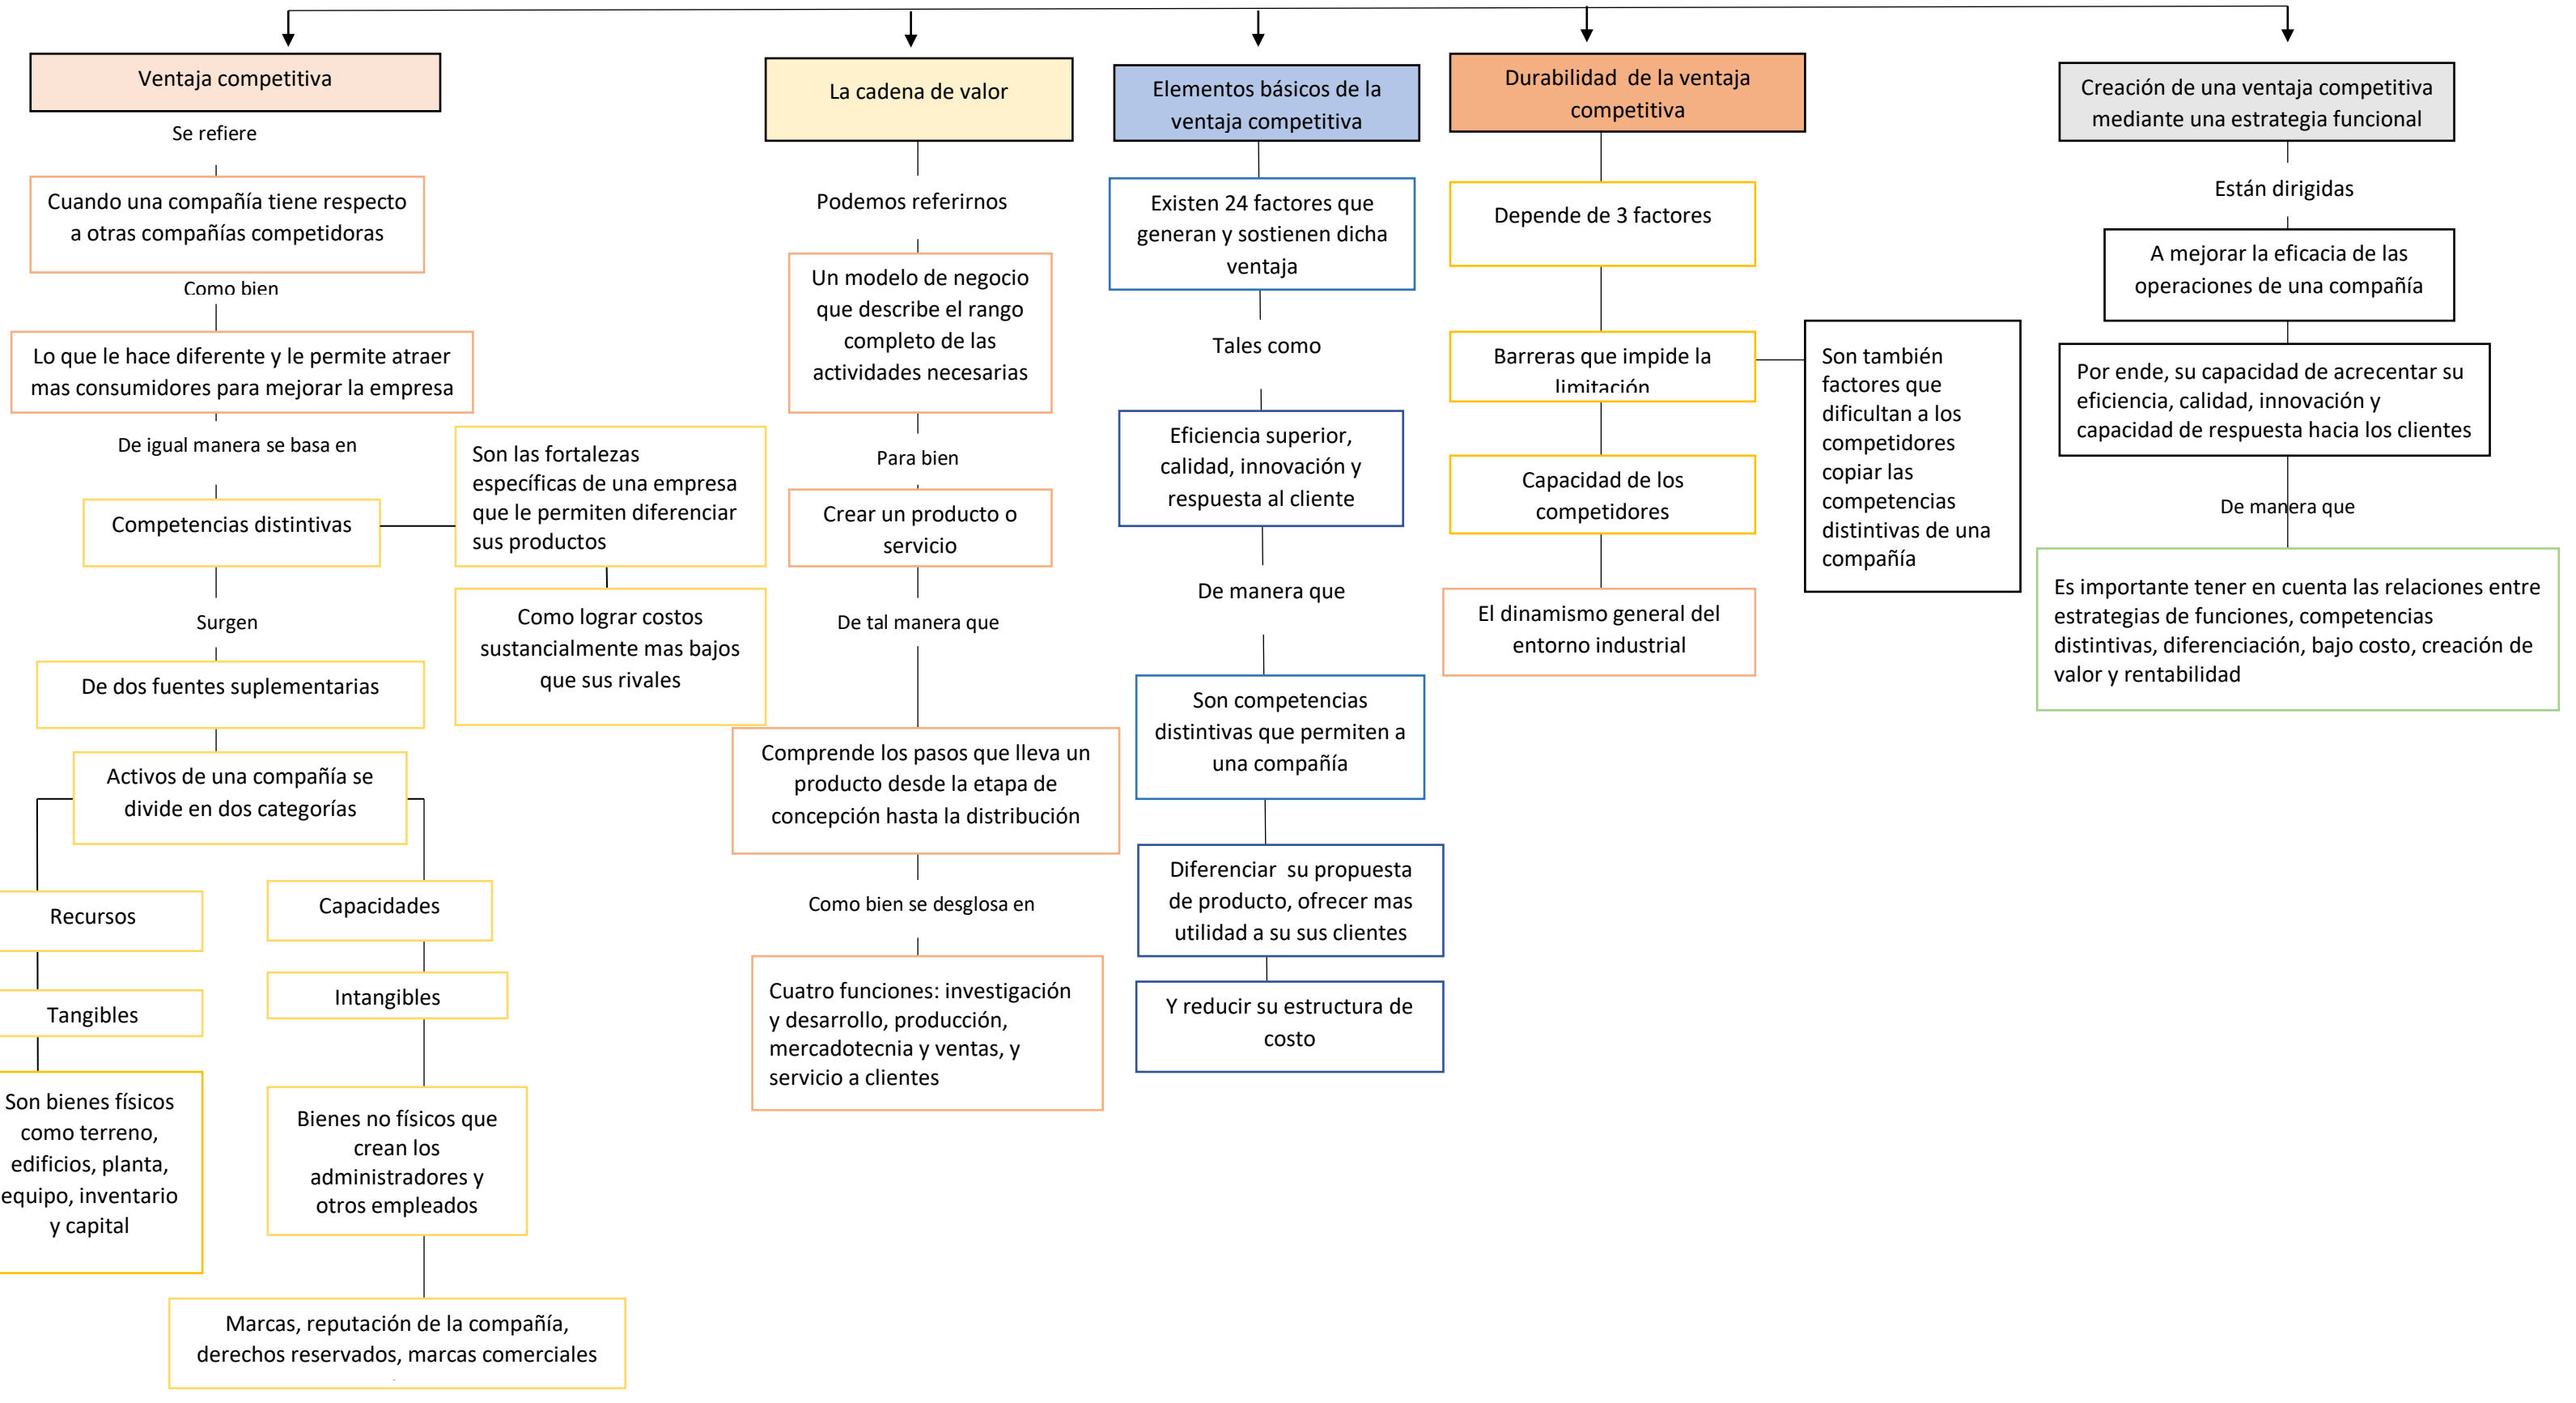 Ventaja competitiva
Se refiere
Cuando una compañía tiene respecto
a otras compañías competidoras
Como bien
Lo que le hace diferente y le permite atraer
mas consumidores para mejorar la empresa
De igual manera se basa en
Competencias distintivas
Son las fortalezas
específicas de una empresa
que le permiten diferenciar
sus productos
Como lograr costos
sustancialmente mas bajos
que sus rivales
Surgen
De dos fuentes suplementarias
Activos de una compañía se
divide en dos categorías
Recursos
Tangibles
Son bienes físicos
como terreno,
edificios, planta,
equipo, inventario
y capital
Capacidades
Intangibles
Bienes no físicos que
crean los
administradores y
otros empleados
Marcas, reputación de la compañía,
derechos reservados, marcas comerciales
La cadena de valor
Podemos referirnos
Un modelo de negocio
que describe el rango
completo de las
actividades necesarias
Para bien
Crear un producto o
servicio
De tal manera que
Comprende los pasos que lleva un
producto desde la etapa de
concepción hasta la distribución
Como bien se desglosa en
Cuatro funciones: investigación
y desarrollo, producción,
mercadotecnia y ventas, y
servicio a clientes
Elementos básicos de la
ventaja competitiva
Existen 24 factores que
generan y sostienen dicha
ventaja
Tales como
Eficiencia superior,
calidad, innovación y
respuesta al cliente
De manera que
Son competencias
distintivas que permiten a
una compañía
Diferenciar su propuesta
de producto, ofrecer mas
utilidad a su sus clientes
Y reducir su estructura de
costo
Durabilidad de la ventaja
competitiva
Depende de 3 factores
Barreras que impide la
limitación
Son también
factores que
dificultan a los
competidores
copiar las
competencias
distintivas de una
compañía
Capacidad de los
competidores
El dinamismo general del
entorno industrial
Creación de una ventaja competitiva
mediante una estrategia funcional
Están dirigidas
A mejorar la eficacia de las
operaciones de una compañía
Por ende, su capacidad de acrecentar su
eficiencia, calidad, innovación y
capacidad de respuesta hacia los clientes
De manera que
Es importante tener en cuenta las relaciones entre
estrategias de funciones, competencias
distintivas, diferenciación, bajo costo, creación de
valor y rentabilidad